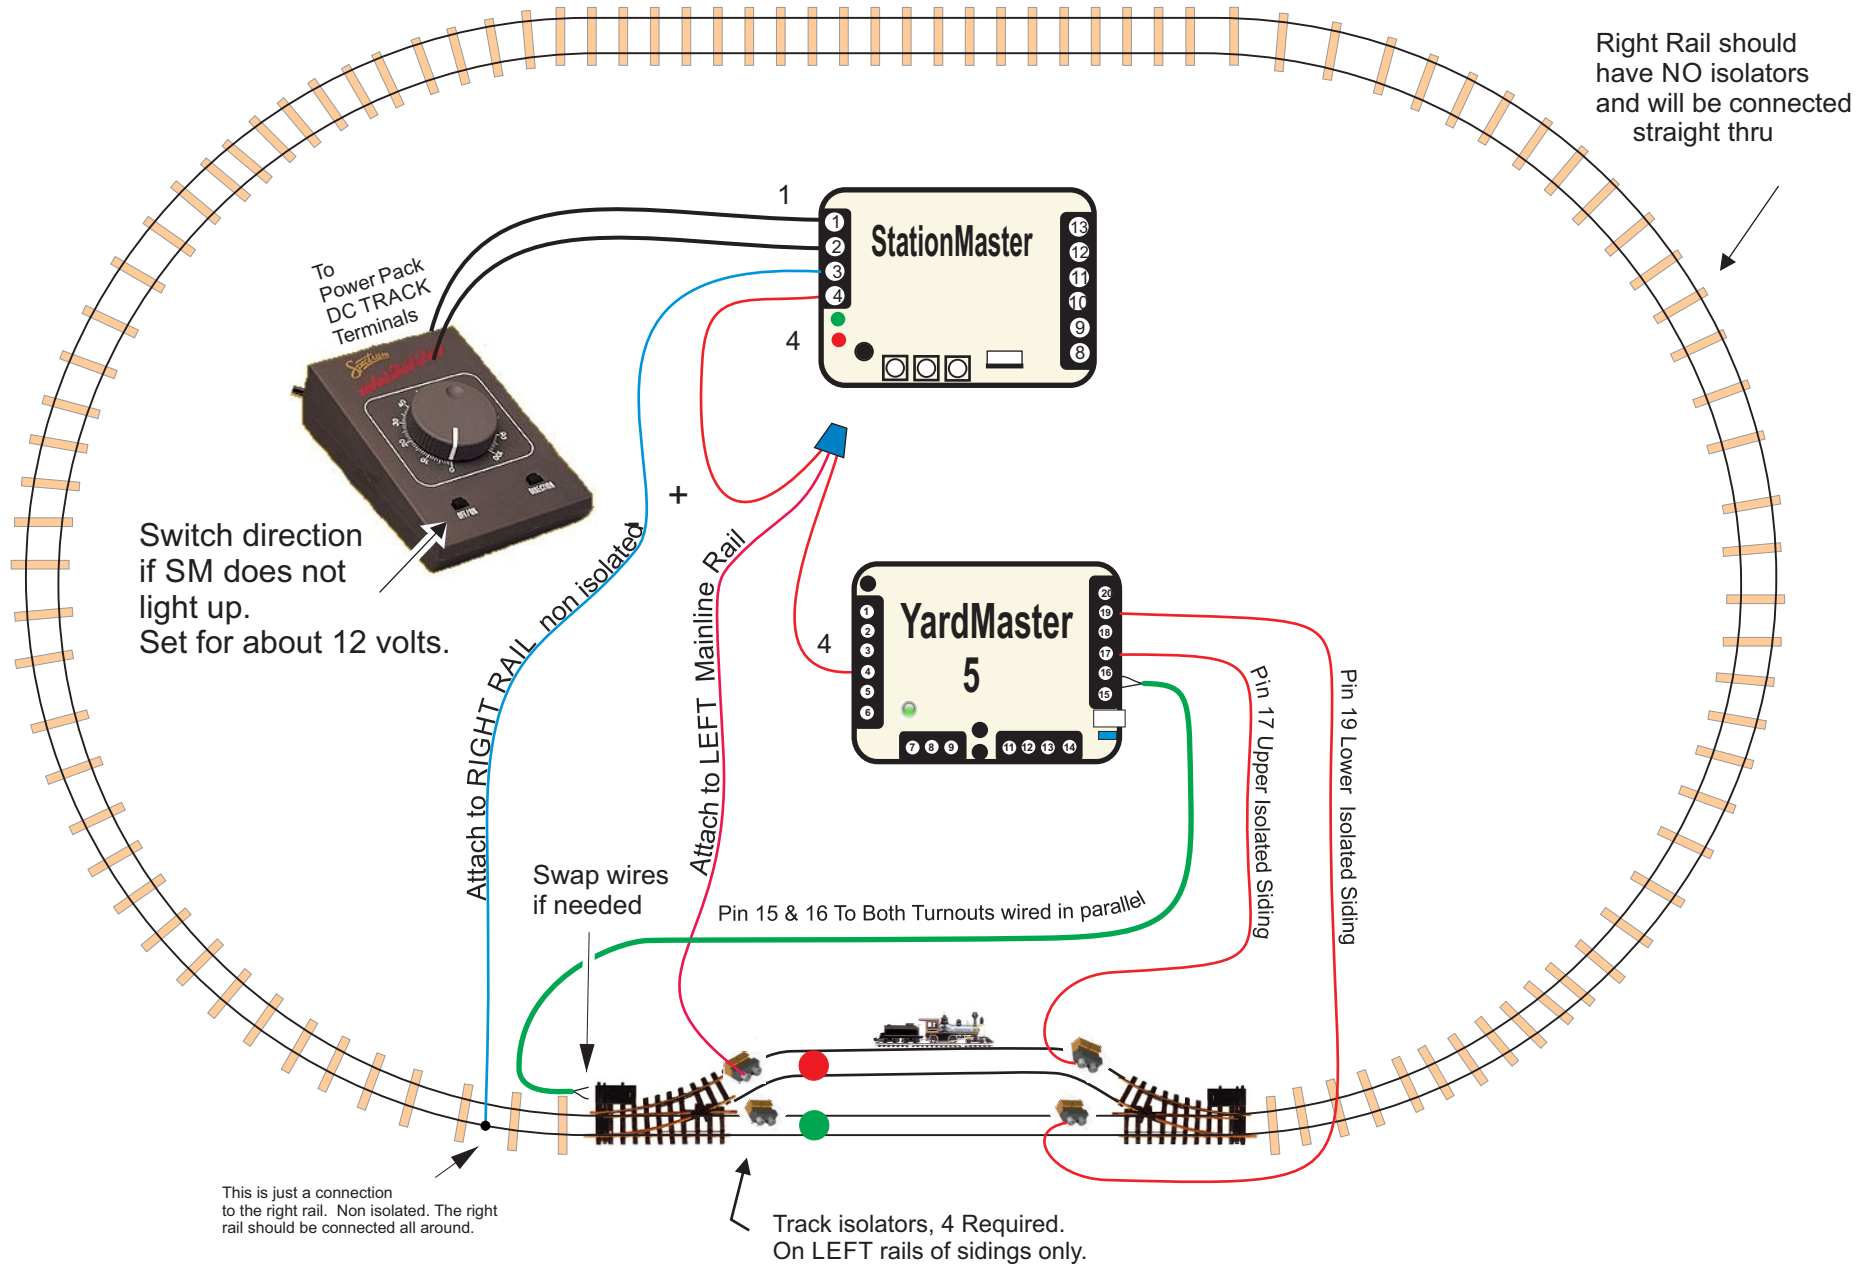 Right Rail should
have NO isolators
and will be connected
straight thru
1
StationMaster
1
2
3
4
13
12
11
10
9
8
4
To
Power Pack
DC TRACK
Terminals
Spectrum
DIRECTION
Switch direction
if SM does not
light up.
Set for about 12 volts.
+
Attach to RIGHT RAIL non isolated
Attach to LEFT Mainline Rail
YardMaster
5
1
2
3
4
5
6
7
8
9
11
12
13
14
20
19
18
17
16
15
4
Pin 17 Upper Isolated Siding
Pin 19 Lower Isolated Siding
Swap wires
if needed
Pin 15 & 16 To Both Turnouts wired in parallel
This is just a connection
to the right rail. Non isolated. The right
rail should be connected all around.
Track isolators, 4 Required.
On LEFT rails of sidings only.